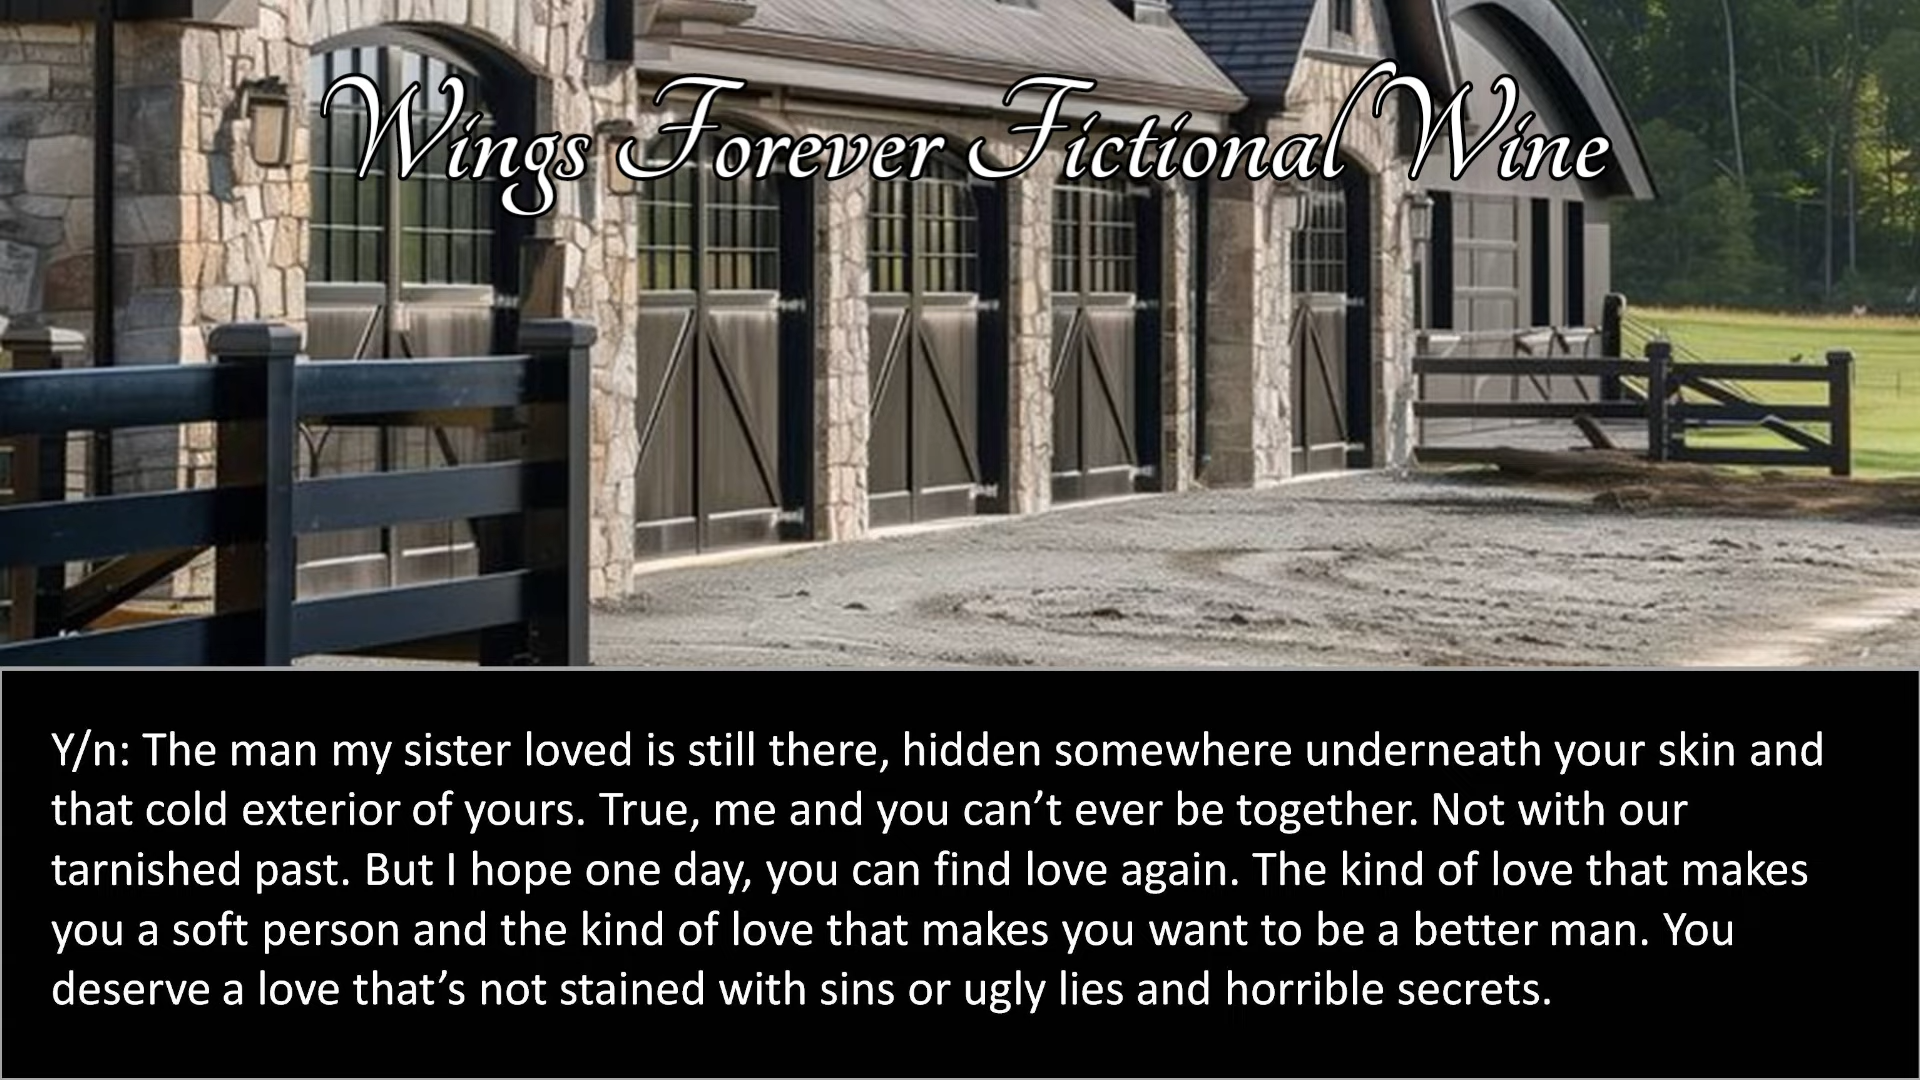 Wings Forever Fictional Wine
Y/n: The man my sister loved is still there, hidden somewhere underneath your skin and
that cold exterior of yours. True, me and you can’t ever be together. Not with our
tarnished past. But I hope one day, you can find love again. The kind of love that makes
you a soft person and the kind of love that makes you want to be a better man. You
deserve a love that’s not stained with sins or ugly lies and horrible secrets.